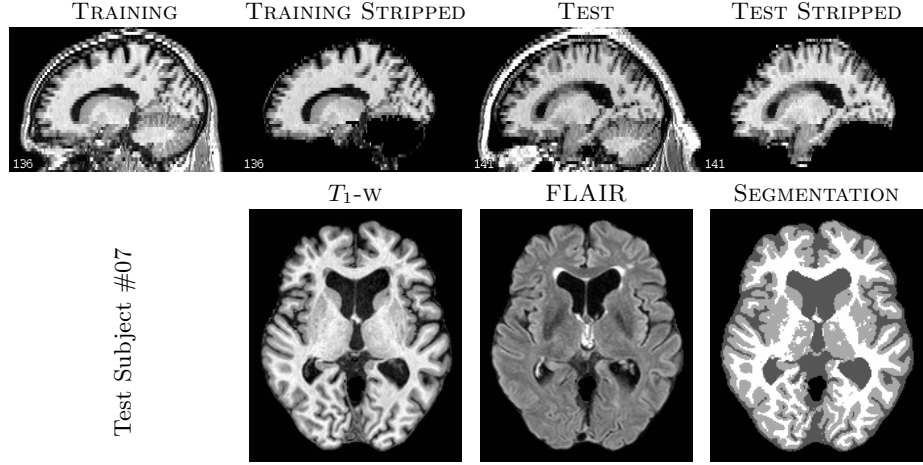 TRAINING TRAINING STRIPPED TEST TEST STRIPPED
136 136 141 141
T₁-W FLAIR SEGMENTATION
Test Subject #07